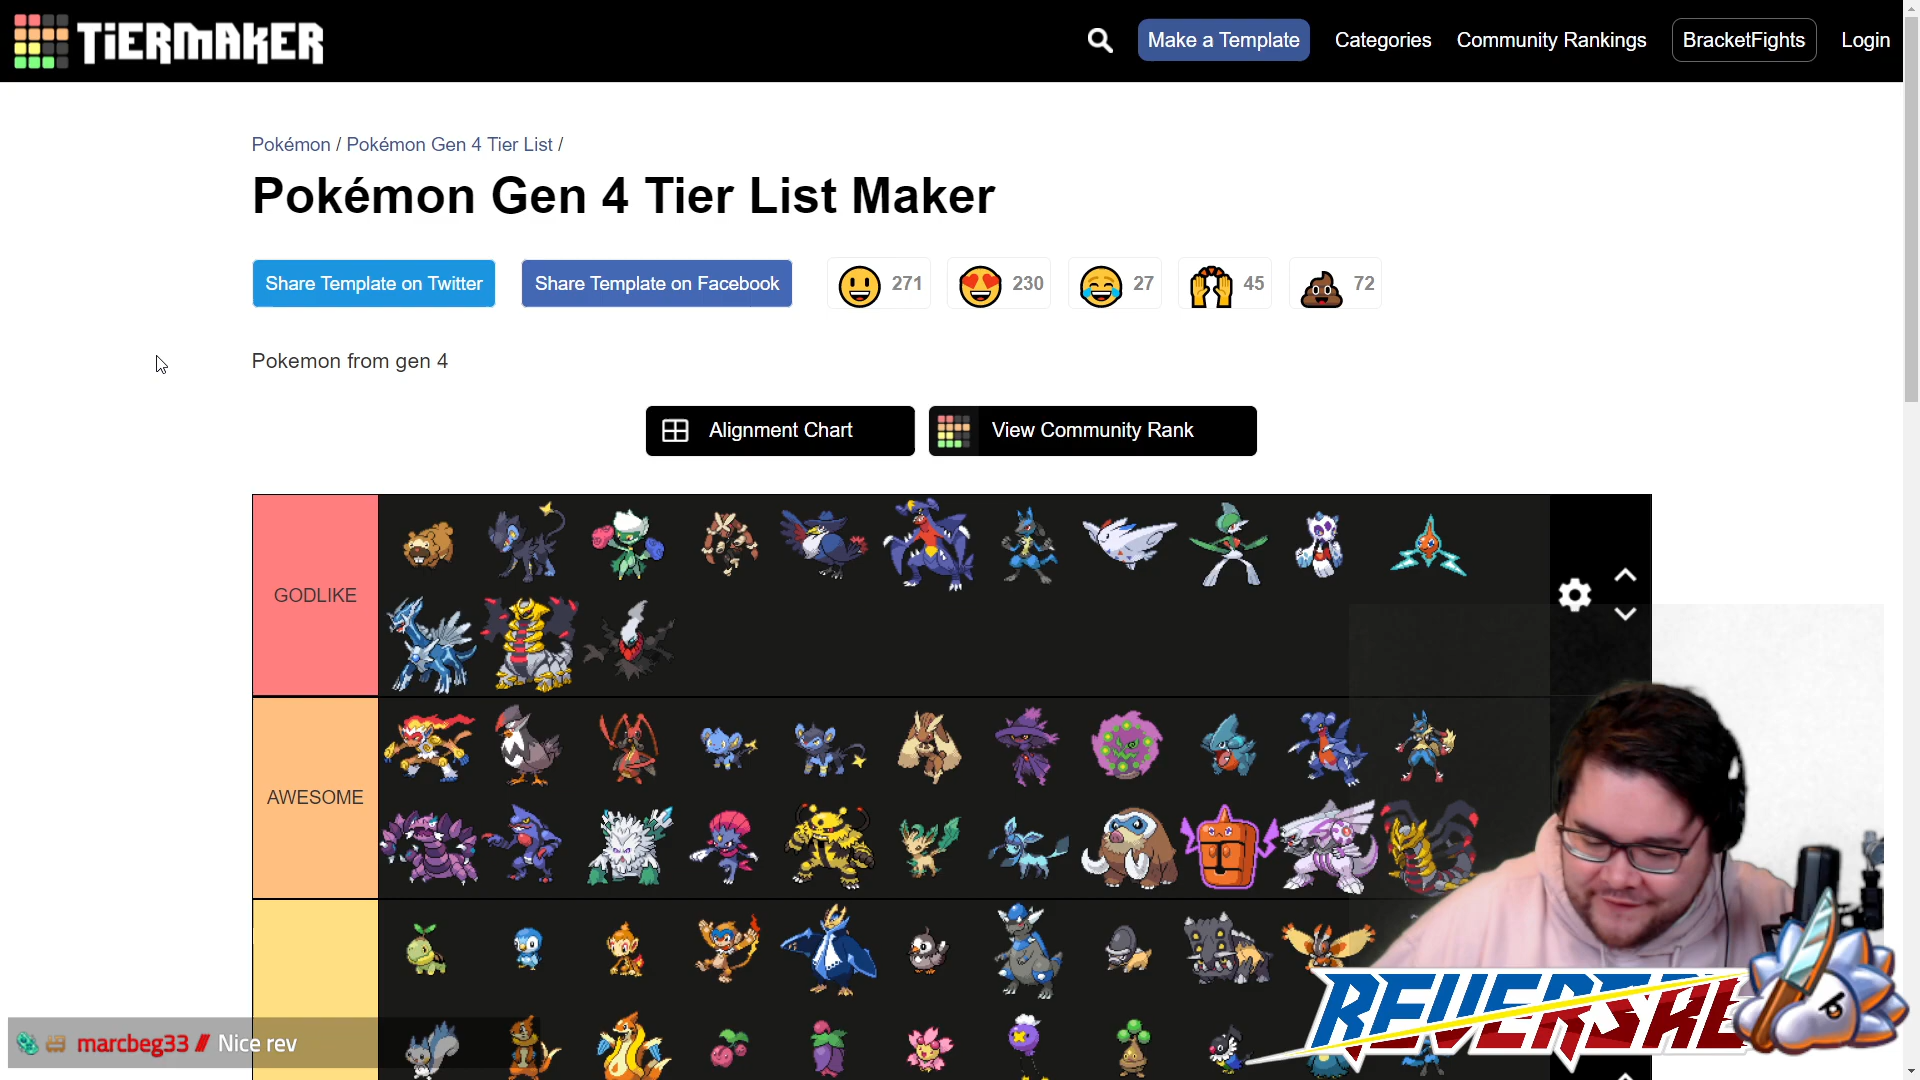 TiERMAKER
Make a Template
Categories
Community Rankings
BracketFights
Login
Pokémon / Pokémon Gen 4 Tier List /
Pokémon Gen 4 Tier List Maker
Share Template on Twitter
Share Template on Facebook
271
230
27
45
72
Pokemon from gen 4
Alignment Chart
View Community Rank
GODLIKE
AWESOME
marcbeg33 // Nice rev
REVERSAL